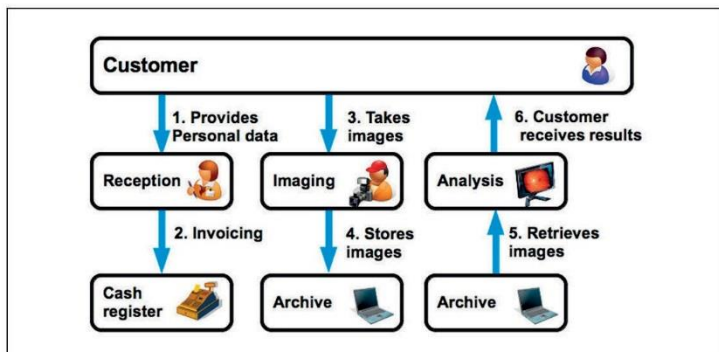 Customer
1. Provides
Personal data
3. Takes
images
6. Customer
receives results
Reception
Imaging
Analysis
2. Invoicing
4. Stores
images
5. Retrieves
images
Cash
register
Archive
Archive